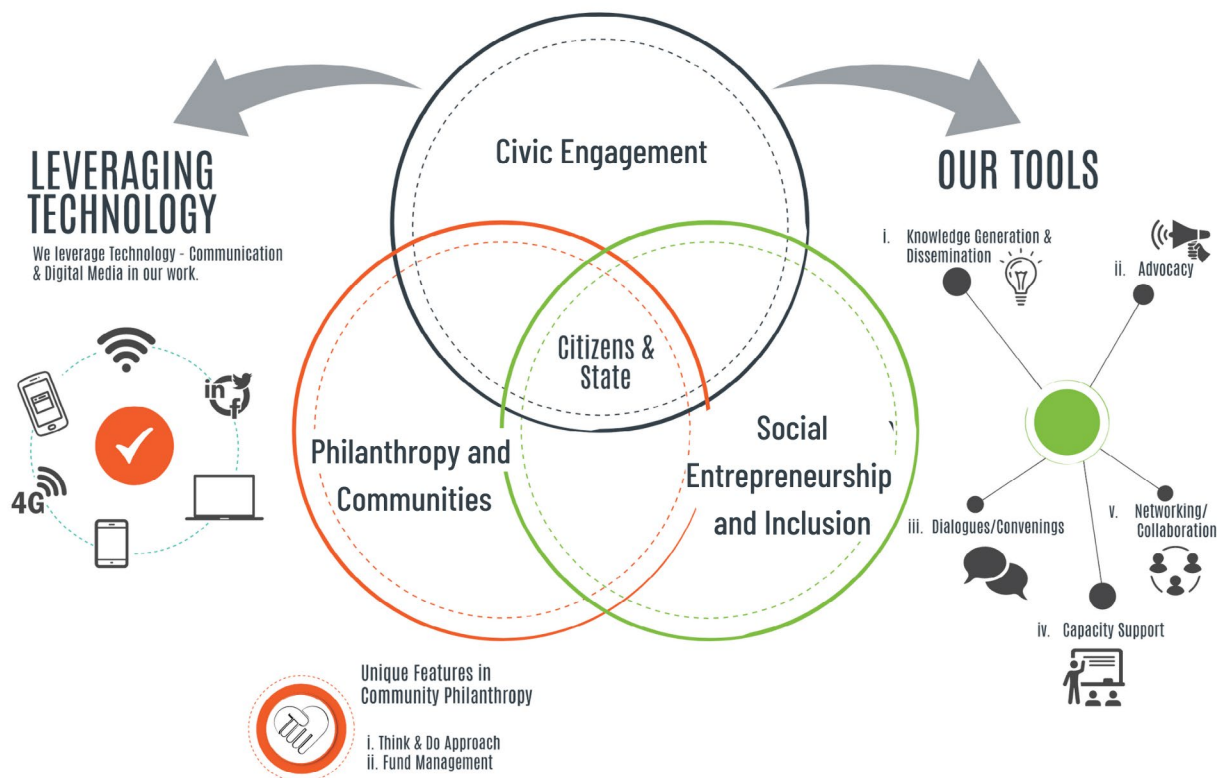 Civic Engagement
LEVERAGING
TECHNOLOGY
We leverage Technology - Communication
& Digital Media in our work.
in
f
4G
Citizens &
State
Philanthropy and
Communities
Social
Entrepreneurship
and Inclusion
OUR TOOLS
i. Knowledge Generation &
Dissemination
ii. Advocacy
iii. Dialogues/Convenings
v. Networking/
Collaboration
iv. Capacity Support
Unique Features in
Community Philanthropy
i. Think & Do Approach
ii. Fund Management